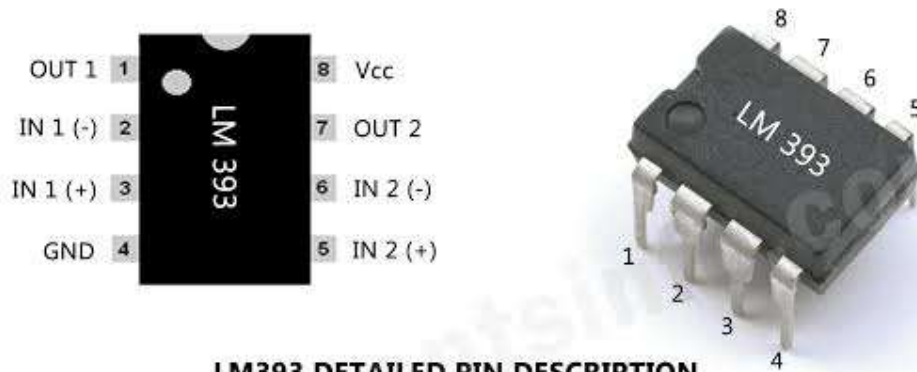 OUT 1 1 8 Vcc
IN 1 (-) 2 7 OUT 2
IN 1 (+) 3 6 IN 2 (-)
GND 4 5 IN 2 (+)
LM 393
8
7
6
5
LM 393
1
2
3
4
LM393 DETAILED PIN DESCRIPTION